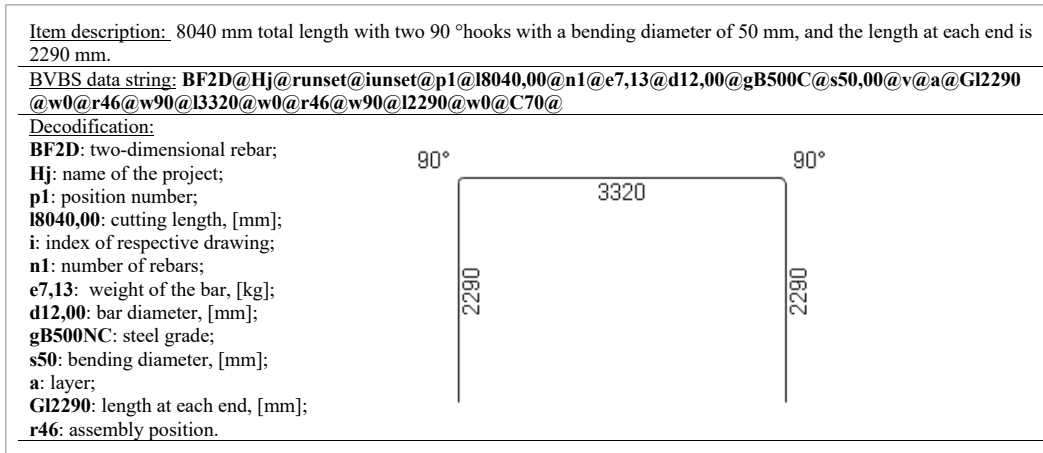 Item description: 8040 mm total length with two 90 °hooks with a bending diameter of 50 mm, and the length at each end is
2290 mm.
BVBS data string: BF2D@Hj@runset@iunset@p1@l8040,00@n1@e7,13@d12,00@gB500C@s50,00@v@a@Gl2290
@w0@r46@w90@l3320@w0@r46@w90@l2290@w0@C70@
Decodification:
BF2D: two-dimensional rebar;
Hj: name of the project;
p1: position number;
l8040,00: cutting length, [mm];
i: index of respective drawing;
n1: number of rebars;
e7,13: weight of the bar, [kg];
d12,00: bar diameter, [mm];
gB500NC: steel grade;
s50: bending diameter, [mm];
a: layer;
Gl2290: length at each end, [mm];
r46: assembly position.
90° 90°
3320
2290 2290